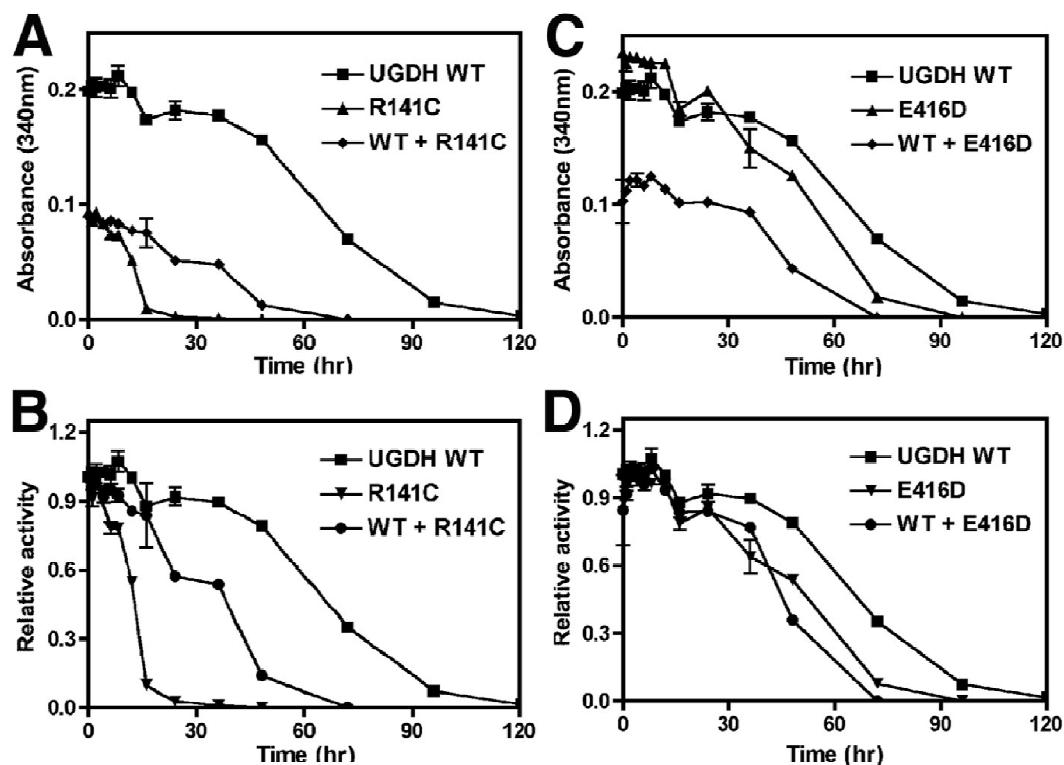 A
Absorbance (340nm)
0.2
0.1
0.0
UGDH WT
R141C
WT + R141C
0 30 60 90 120
Time (hr)
C
Absorbance (340nm)
0.2
0.1
0.0
UGDH WT
E416D
WT + E416D
0 30 60 90 120
Time (hr)
B
Relative activity
1.2
0.9
0.6
0.3
0.0
UGDH WT
R141C
WT + R141C
0 30 60 90 120
Time (hr)
D
Relative activity
1.2
0.9
0.6
0.3
0.0
UGDH WT
E416D
WT + E416D
0 30 60 90 120
Time (hr)